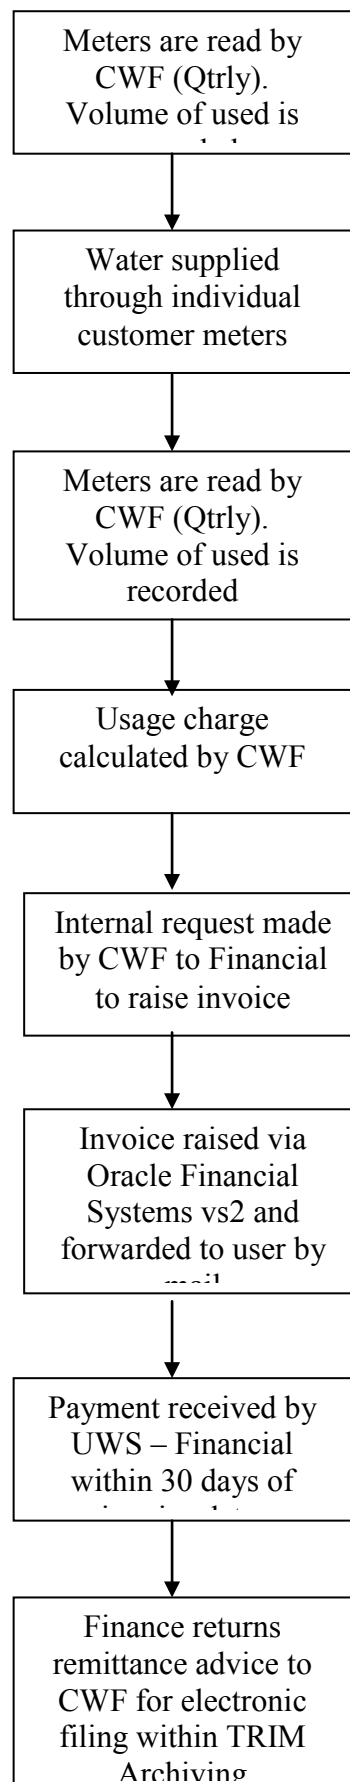 Meters are read by
CWF (Qtrly).
Volume of used is
Water supplied
through individual
customer meters
Meters are read by
CWF (Qtrly).
Volume of used is
recorded
Usage charge
calculated by CWF
Internal request made
by CWF to Financial
to raise invoice
Invoice raised via
Oracle Financial
Systems vs2 and
forwarded to user by
mail
Payment received by
UWS – Financial
within 30 days of
Finance returns
remittance advice to
CWF for electronic
filing within TRIM
Archiving